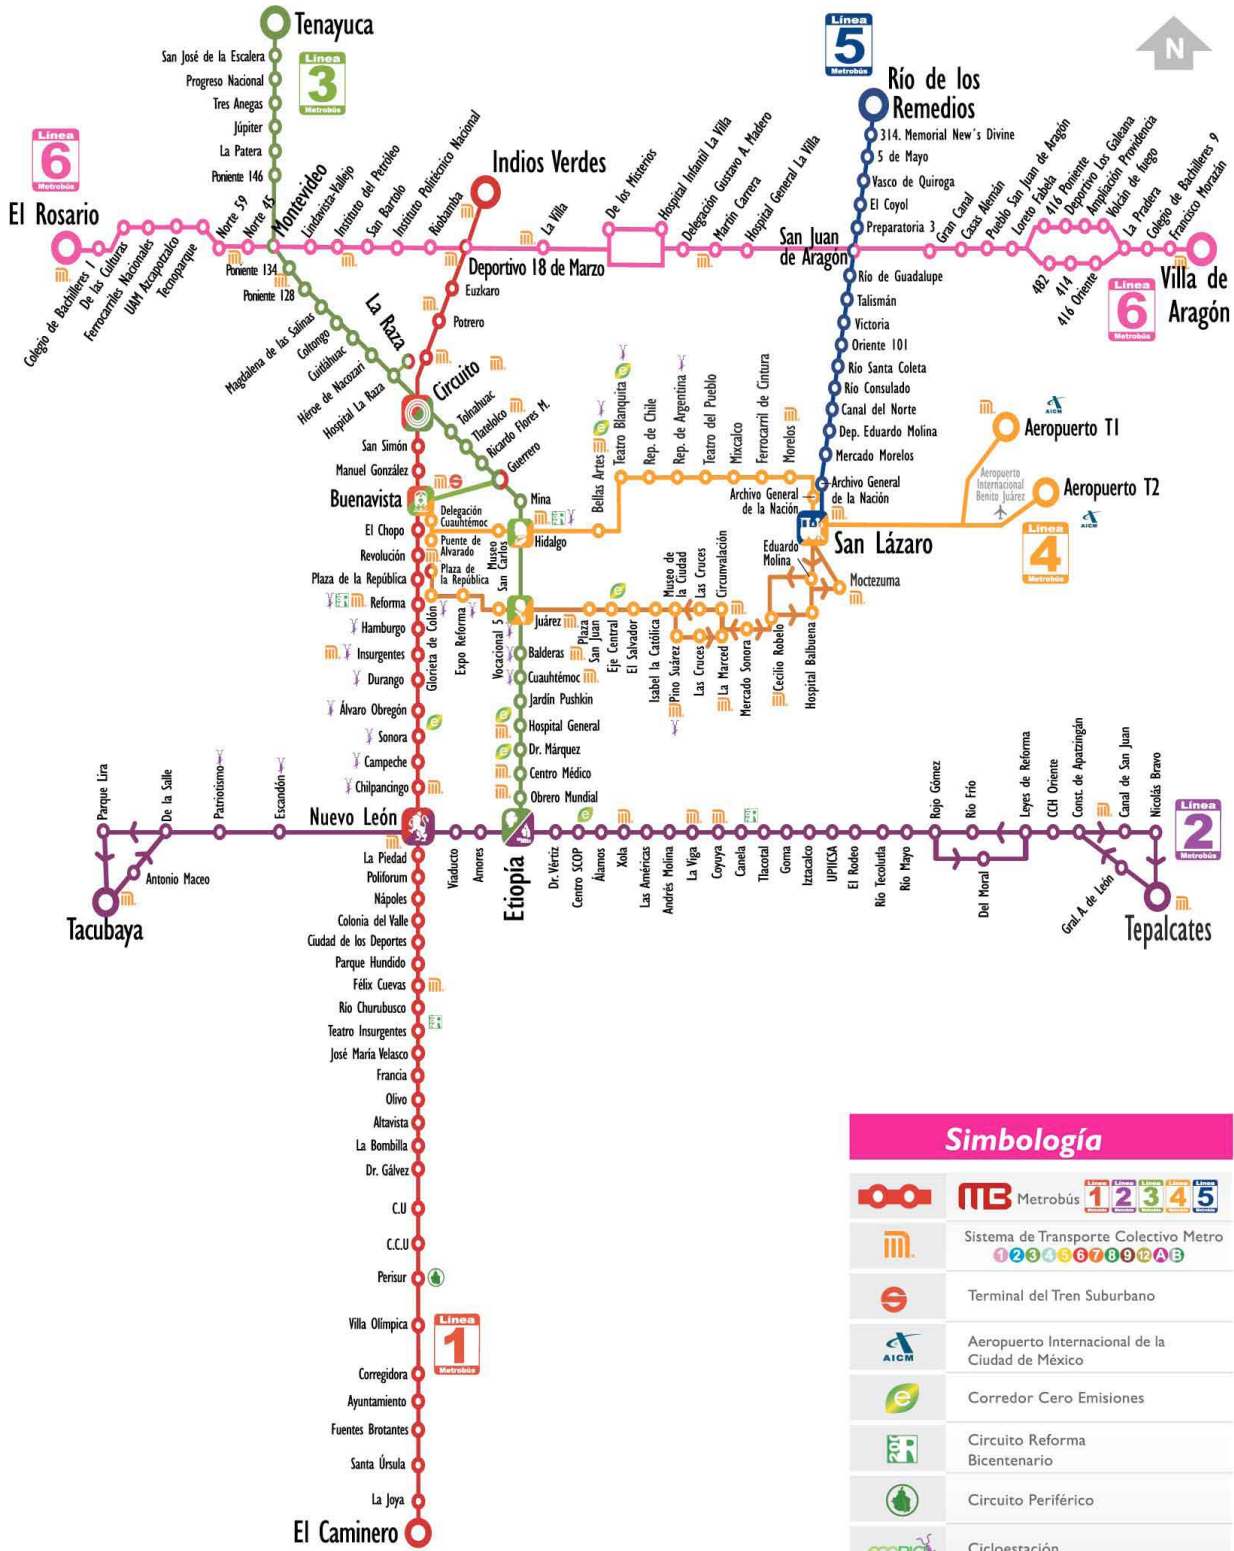 Tenayuca
San José de la Escalera
Progreso Nacional
Tres Anegas
Júpiter
La Patera
Poniente 146
Línea
3
Metrobús
Línea
5
Metrobús
N
Río de los
Remedios
314. Memorial New´s Divine
5 de Mayo
Vasco de Quiroga
El Coyol
Preparatoria 3
Línea
6
Metrobús
El Rosario
Colegio de Bachilleres 1
De las Culturas
Ferrocarriles Nacionales
UAM Azcapotzalco
Tecnoparque
Norte 59
Norte 45
Montevideo
Lindavista-Vallejo
Instituto del Petróleo
San Bartolo
Instituto Politécnico Nacional
Riobamba
Indios Verdes
Deportivo 18 de Marzo
La Villa
De los Misterios
Hospital Infantil La Villa
Delegación Gustavo A. Madero
Martín Carrera
Hospital General La Villa
San Juan
de Aragón
Gran Canal
Casas Alemán
Pueblo San Juan de Aragón
Loreto Fabela
416 Poniente
Deportivo Los Galeana
Ampliación Providencia
Volcán de fuego
La Pradera
Colegio de Bachilleres 9
Francisco Morazán
482
414
416 Oriente
Línea
6
Metrobús
Villa de
Aragón
Poniente 134
Poniente 128
Magdalena de las Salinas
Coltongo
Cuitláhuac
Héroe de Nacozari
Hospital La Raza
La Raza
Euzkaro
Potrero
Circuito
Tolnahuac
Tlatelolco
Ricardo Flores M.
Guerrero
Río de Guadalupe
Talismán
Victoria
Oriente 101
Río Santa Coleta
Río Consulado
Canal del Norte
Dep. Eduardo Molina
Mercado Morelos
Archivo General
de la Nación
San Simón
Manuel González
Buenavista
Delegación
Cuauhtémoc
Puente de
Alvarado
Plaza de
la República
Museo
San Carlos
Mina
Hidalgo
Bellas Artes
Teatro Blanquita
Rep. de Chile
Rep. de Argentina
Teatro del Pueblo
Mixcalco
Ferrocarril de Cintura
Morelos
Archivo General
de la Nación
San Lázaro
Aeropuerto T1
AICM
Aeropuerto
Internacional
Benito Juárez
Aeropuerto T2
AICM
Línea
4
Metrobús
El Chopo
Revolución
Plaza de la República
Reforma
Hamburgo
Insurgentes
Durango
Álvaro Obregón
Sonora
Campeche
Chilpancingo
Nuevo León
Glorieta de Colón
Expo Reforma
Vocacional 5
Juárez
Plaza
San Juan
Eje Central
El Salvador
Isabel la Católica
Museo de
la Ciudad
Las Cruces
Circunvalación
Pino Suárez
Las Cruces
La Marced
Mercado Sonora
Cecilio Robelo
Hospital Balbuena
Eduardo
Molina
Moctezuma
Balderas
Cuauhtémoc
Jardín Pushkin
Hospital General
Dr. Márquez
Centro Médico
Obrero Mundial
Etiopía
Parque Lira
De la Salle
Patriotismo
Escandón
Antonio Maceo
Tacubaya
Viaducto
Amores
Dr. Vértiz
Centro SCOP
Álamos
Xola
Las Américas
Andrés Molina
La Viga
Coyuya
Canela
Tlacotal
Goma
Iztacalco
UPIICSA
El Rodeo
Río Tecolutla
Río Mayo
Rojo Gómez
Río Frío
Del Moral
Leyes de Reforma
CCH Oriente
Const. de Apatzingán
Canal de San Juan
Nicolás Bravo
Gral. A. de León
Tepalcates
Línea
2
Metrobús
La Piedad
Poliforum
Nápoles
Colonia del Valle
Ciudad de los Deportes
Parque Hundido
Félix Cuevas
Río Churubusco
Teatro Insurgentes
José María Velasco
Francia
Olivo
Altavista
La Bombilla
Dr. Gálvez
C.U
C.C.U
Perisur
Villa Olímpica
Corregidora
Ayuntamiento
Fuentes Brotantes
Santa Úrsula
La Joya
El Caminero
Línea
1
Metrobús
Simbología
MB Metrobús 1 2 3 4 5
Sistema de Transporte Colectivo Metro
1 2 3 4 5 6 7 8 9 12 A B
Terminal del Tren Suburbano
AICM
Aeropuerto Internacional de la
Ciudad de México
e
Corredor Cero Emisiones
Circuito Reforma
Bicentenario
Circuito Periférico
Cicloestación